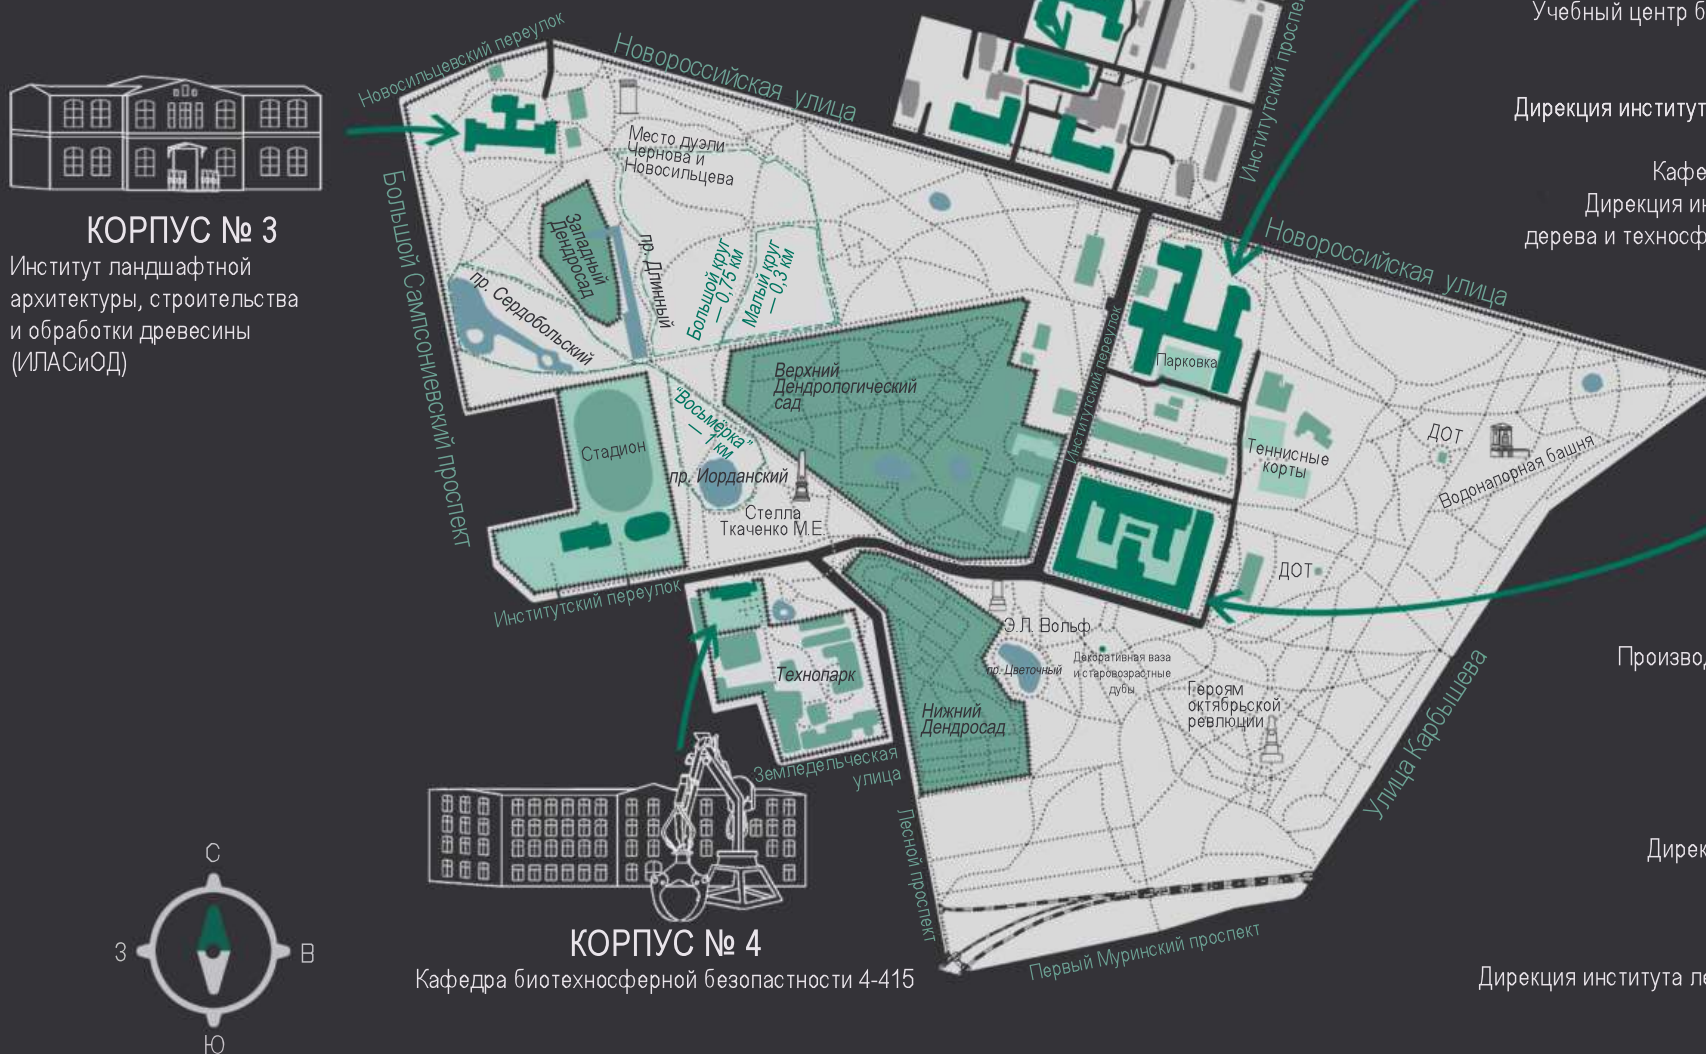 Учебный центр б
Новосильцевский переулок
Новороссийская улица
Институтский проспе
Дирекция институт
Место дуэли
Чернова и
Новосильцева
Кафе
Дирекция ин
дерева и техносф
КОРПУС № 3
Институт ландшафтной
архитектуры, строительства
и обработки древесины
(ИЛАСиОД)
Большой Сампсониевский проспект
Западный
Дендросад
пр. Длинный
Большой круг
— 0,75 км
Малый круг
— 0,3 км
Новороссийская улица
пр. Сердобольский
Институтский переулок
Парковка
Верхний
Дендрологический
сад
"Восьмёрка"
— 1 км
Стадион
пр. Иорданский
Теннисные
корты
ДОТ
Водонапорная башня
Стелла
Ткаченко М.Е.
ДОТ
Институтский переулок
Э.Л. Вольф
пр. Цветочный
Декоративная ваза
и старовозрастные
дубы
Технопарк
Героям
октябрьской
ревлюции
Нижний
Дендросад
Производ
Улица Карбышева
Земледельческая
улица
Лесной проспект
Дирек
Первый Муринский проспект
КОРПУС № 4
Кафедра биотехносферной безопастности 4-415
Дирекция института ле
С
З
В
Ю